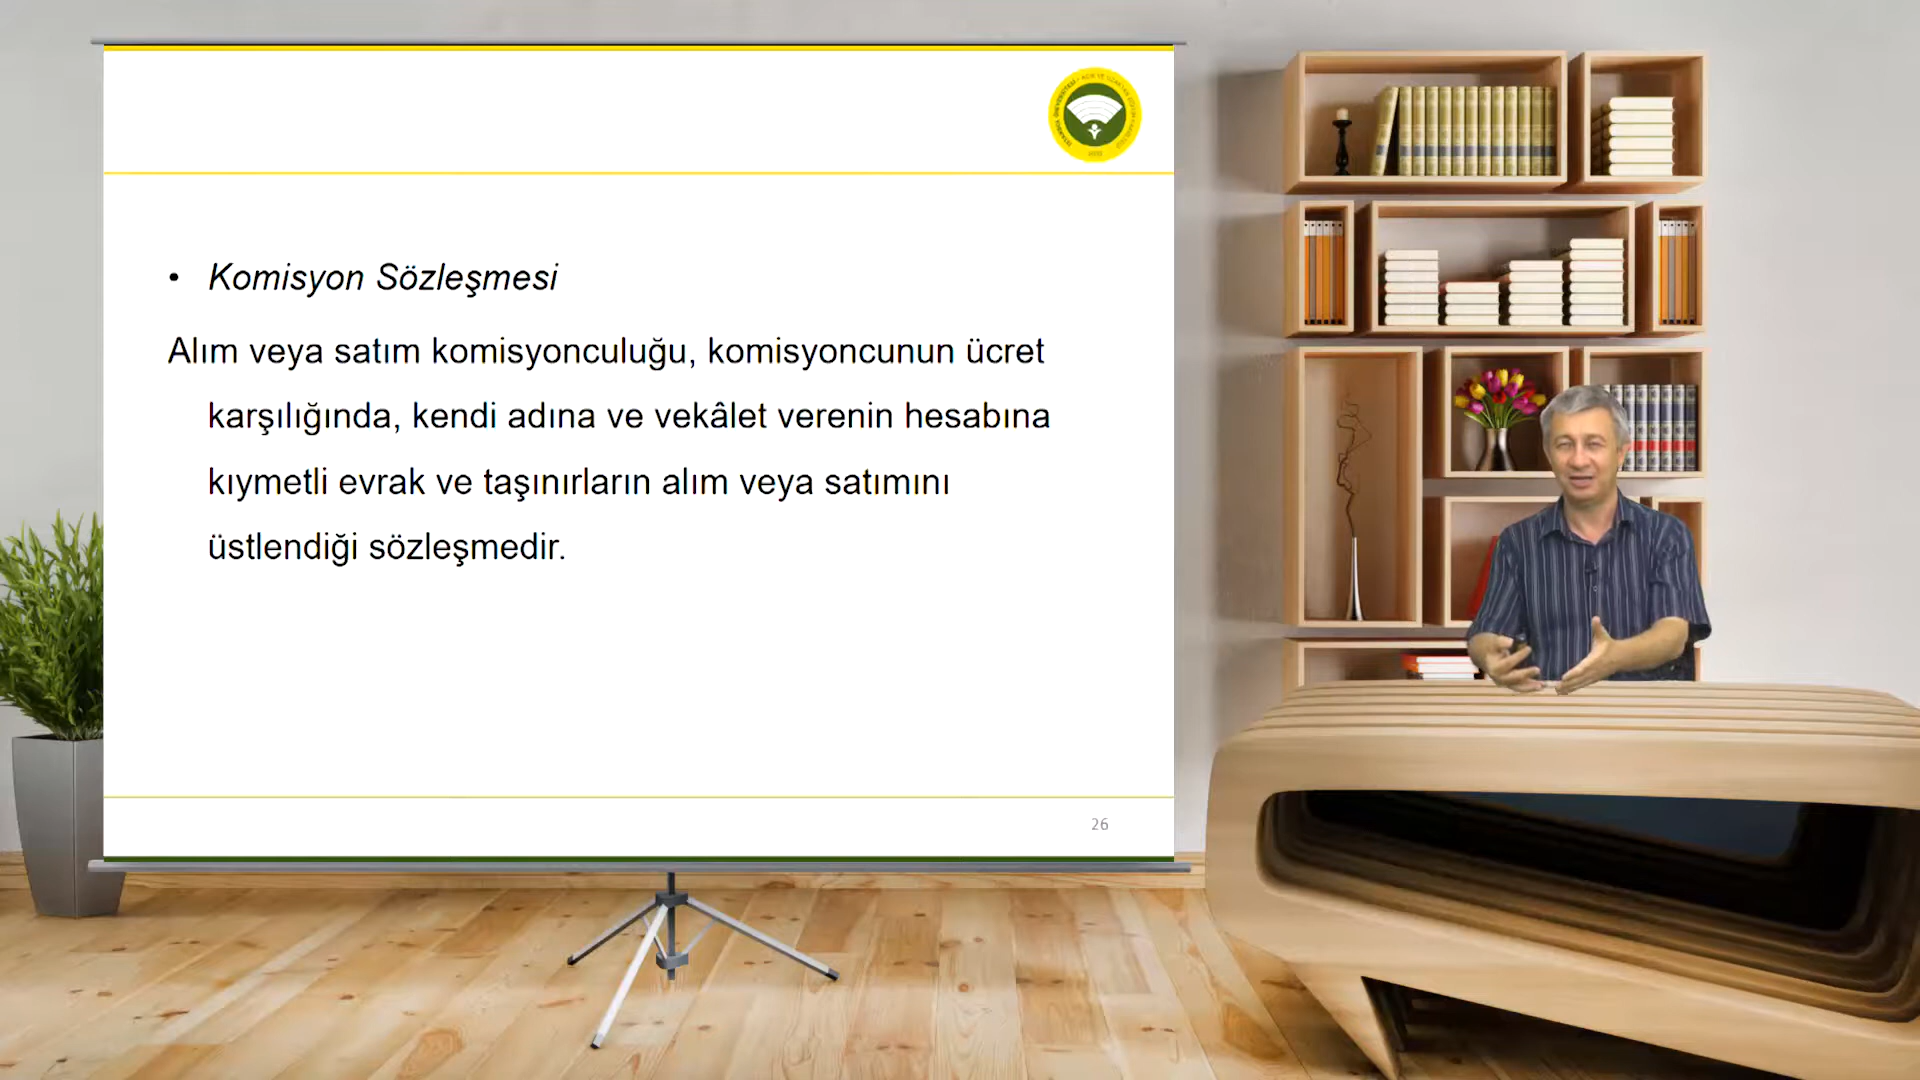 • Komisyon Sözleşmesi
Alım veya satım komisyonculuğu, komisyoncunun ücret
karşılığında, kendi adına ve vekâlet verenin hesabına
kıymetli evrak ve taşınırların alım veya satımını
üstlendiği sözleşmedir.
26